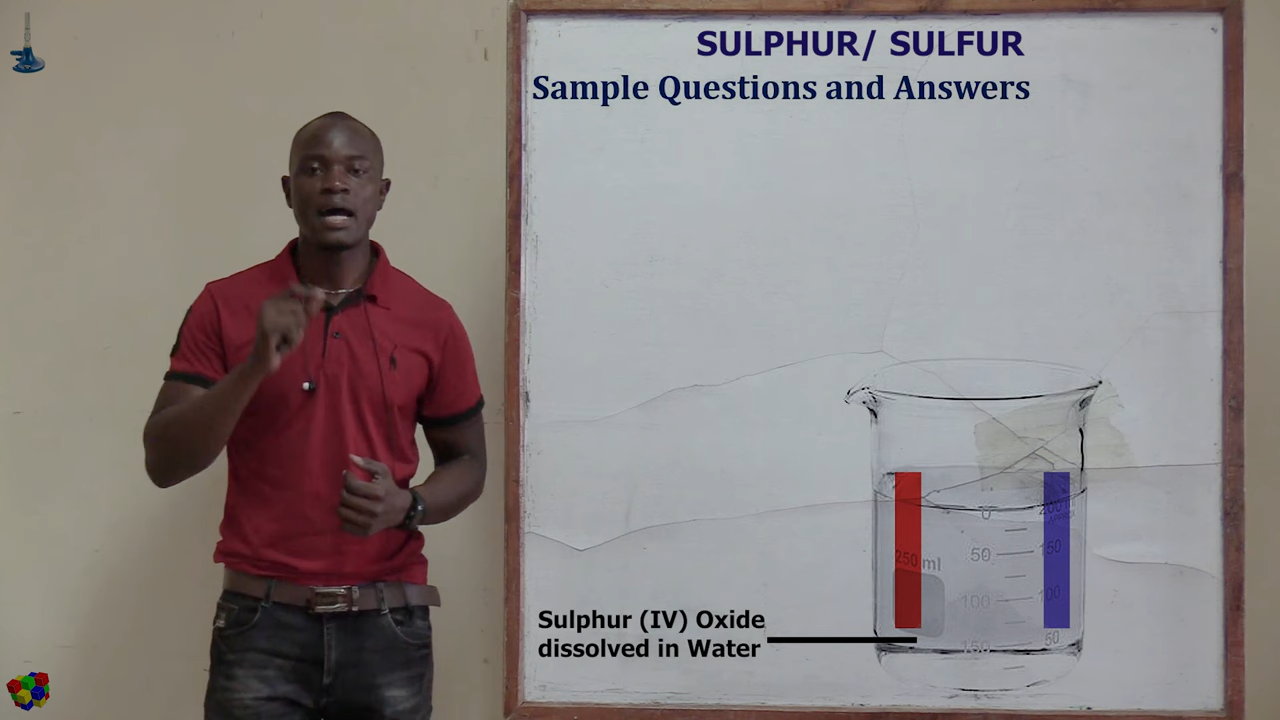 SULPHUR/ SULFUR
Sample Questions and Answers
0
200 ml
50
150
250 ml
100
100
150
50
Sulphur (IV) Oxide
dissolved in Water